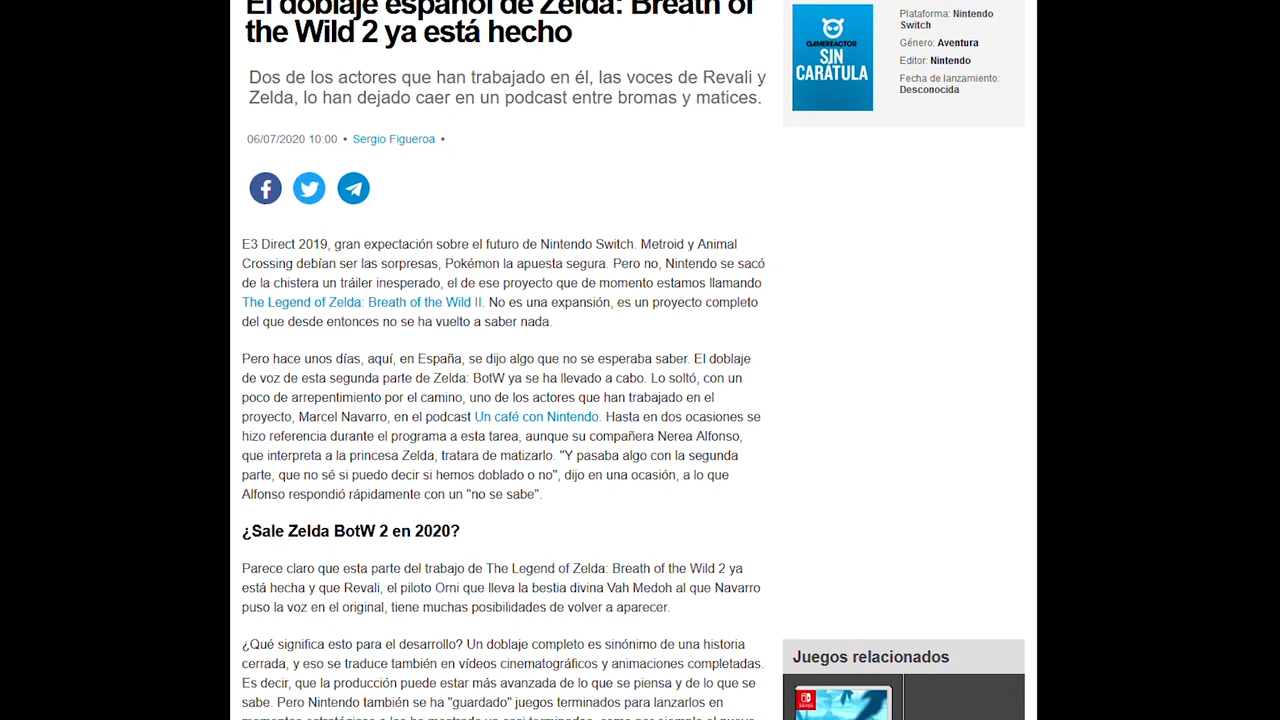 El doblaje español de Zelda: Breath of
the Wild 2 ya está hecho
Dos de los actores que han trabajado en él, las voces de Revali y
Zelda, lo han dejado caer en un podcast entre bromas y matices.
06/07/2020 10:00 • Sergio Figueroa •
E3 Direct 2019, gran expectación sobre el futuro de Nintendo Switch. Metroid y Animal
Crossing debían ser las sorpresas, Pokémon la apuesta segura. Pero no, Nintendo se sacó
de la chistera un tráiler inesperado, el de ese proyecto que de momento estamos llamando
The Legend of Zelda: Breath of the Wild II. No es una expansión, es un proyecto completo
del que desde entonces no se ha vuelto a saber nada.
Pero hace unos días, aquí, en España, se dijo algo que no se esperaba saber. El doblaje
de voz de esta segunda parte de Zelda: BotW ya se ha llevado a cabo. Lo soltó, con un
poco de arrepentimiento por el camino, uno de los actores que han trabajado en el
proyecto, Marcel Navarro, en el podcast Un café con Nintendo. Hasta en dos ocasiones se
hizo referencia durante el programa a esta tarea, aunque su compañera Nerea Alfonso,
que interpreta a la princesa Zelda, tratara de matizarlo. "Y pasaba algo con la segunda
parte, que no sé si puedo decir si hemos doblado o no", dijo en una ocasión, a lo que
Alfonso respondió rápidamente con un "no se sabe".
¿Sale Zelda BotW 2 en 2020?
Parece claro que esta parte del trabajo de The Legend of Zelda: Breath of the Wild 2 ya
está hecha y que Revali, el piloto Orni que lleva la bestia divina Vah Medoh al que Navarro
puso la voz en el original, tiene muchas posibilidades de volver a aparecer.
¿Qué significa esto para el desarrollo? Un doblaje completo es sinónimo de una historia
cerrada, y eso se traduce también en vídeos cinematográficos y animaciones completadas.
Es decir, que la producción puede estar más avanzada de lo que se piensa y de lo que se
sabe. Pero Nintendo también se ha "guardado" juegos terminados para lanzarlos en
GAMEREACTOR
SIN
CARÁTULA
Plataforma: Nintendo
Switch
Género: Aventura
Editor: Nintendo
Fecha de lanzamiento:
Desconocida
Juegos relacionados